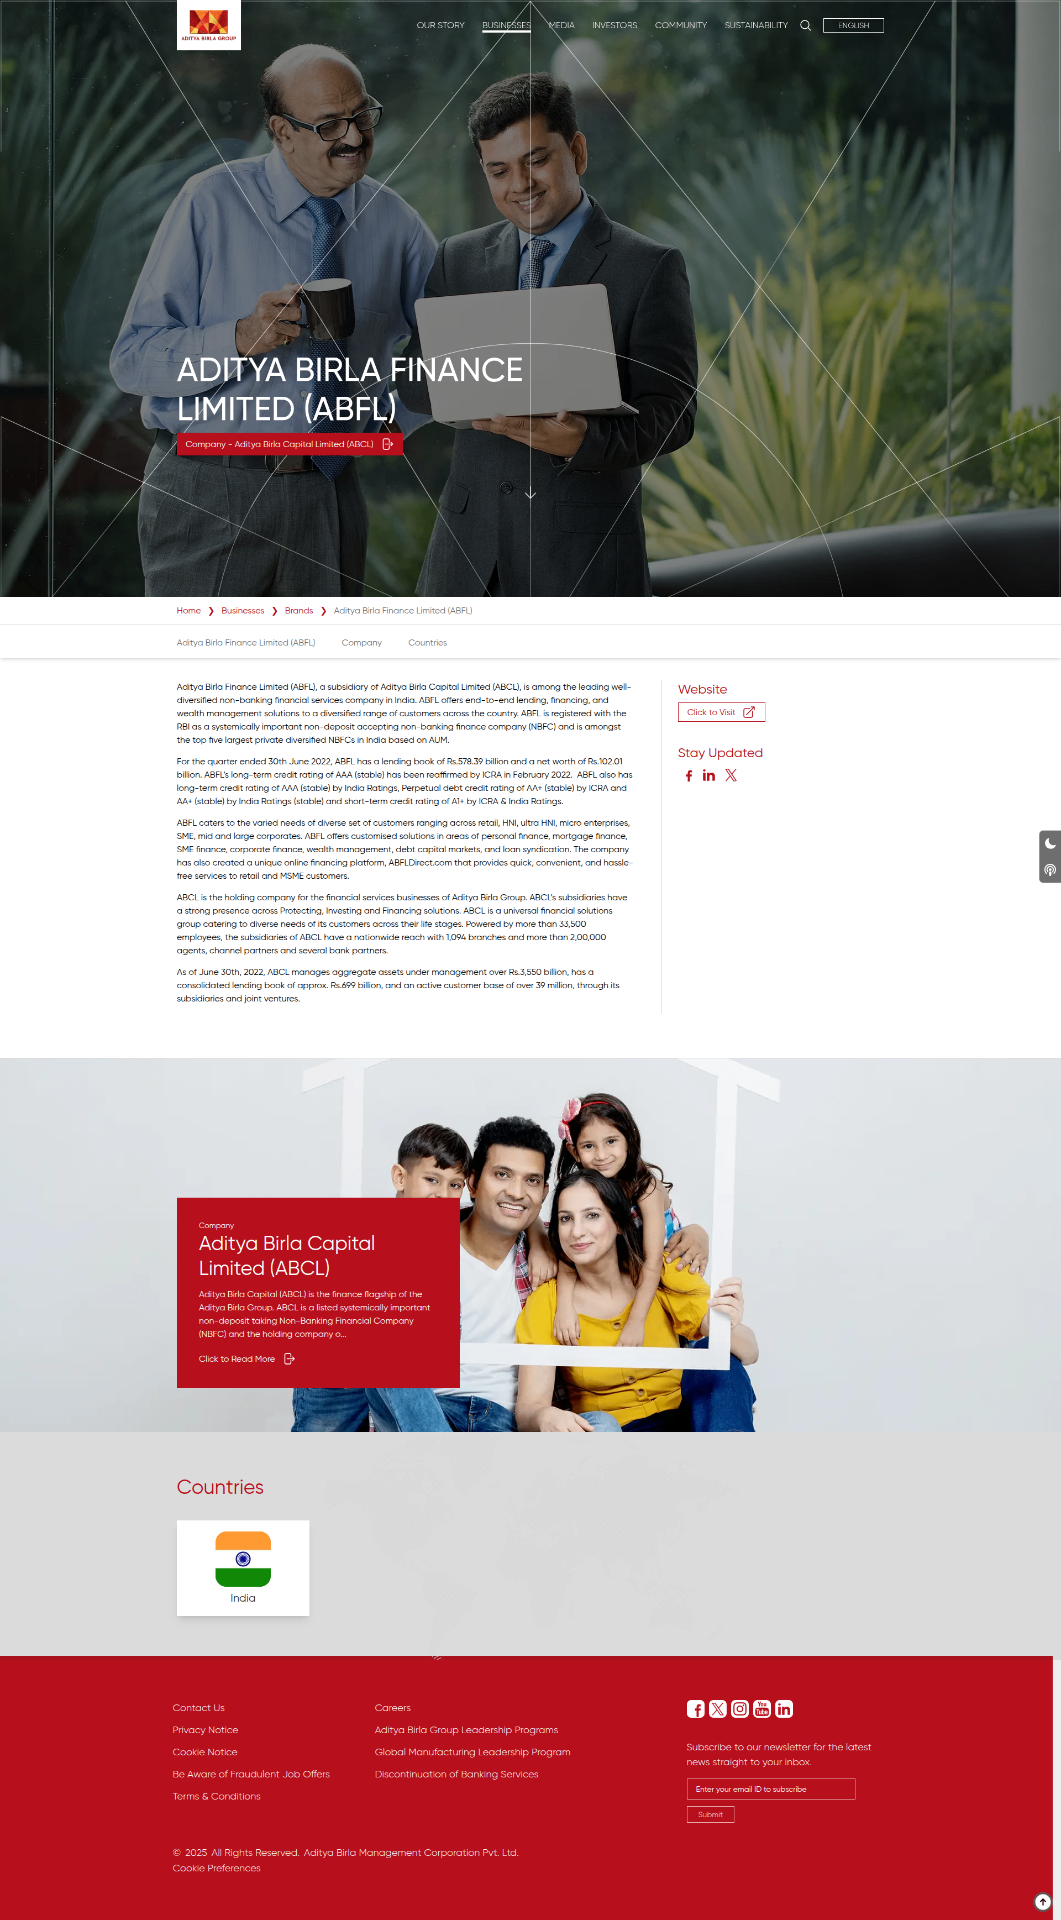 ADITYA BIRLA GROUP
OUR STORY
BUSINESSES
MEDIA
INVESTORS
COMMUNITY
SUSTAINABILITY
ENGLISH
ADITYA BIRLA FINANCE
LIMITED (ABFL)
Company - Aditya Birla Capital Limited (ABCL)
Home ❯ Businesses ❯ Brands ❯ Aditya Birla Finance Limited (ABFL)
Aditya Birla Finance Limited (ABFL)
Company
Countries
Aditya Birla Finance Limited (ABFL), a subsidiary of Aditya Birla Capital Limited (ABCL), is among the leading well-
diversified non-banking financial services company in India. ABFL offers end-to-end lending, financing, and
wealth management solutions to a diversified range of customers across the country. ABFL is registered with the
RBI as a systemically important non-deposit accepting non-banking finance company (NBFC) and is amongst
the top five largest private diversified NBFCs in India based on AUM.
For the quarter ended 30th June 2022, ABFL has a lending book of Rs.578.39 billion and a net worth of Rs.102.01
billion. ABFL's long-term credit rating of AAA (stable) has been reaffirmed by ICRA in February 2022. ABFL also has
long-term credit rating of AAA (stable) by India Ratings, Perpetual debt credit rating of AA+ (stable) by ICRA and
AA+ (stable) by India Ratings (stable) and short-term credit rating of A1+ by ICRA & India Ratings.
ABFL caters to the varied needs of diverse set of customers ranging across retail, HNI, ultra HNI, micro enterprises,
SME, mid and large corporates. ABFL offers customised solutions in areas of personal finance, mortgage finance,
SME finance, corporate finance, wealth management, debt capital markets, and loan syndication. The company
has also created a unique online financing platform, ABFLDirect.com that provides quick, convenient, and hassle-
free services to retail and MSME customers.
ABCL is the holding company for the financial services businesses of Aditya Birla Group. ABCL's subsidiaries have
a strong presence across Protecting, Investing and Financing solutions. ABCL is a universal financial solutions
group catering to diverse needs of its customers across their life stages. Powered by more than 33,500
employees, the subsidiaries of ABCL have a nationwide reach with 1,094 branches and more than 2,00,000
agents, channel partners and several bank partners.
As of June 30th, 2022, ABCL manages aggregate assets under management over Rs.3,550 billion, has a
consolidated lending book of approx. Rs.699 billion, and an active customer base of over 39 million, through its
subsidiaries and joint ventures.
Website
Click to Visit
Stay Updated
Company
Aditya Birla Capital
Limited (ABCL)
Aditya Birla Capital (ABCL) is the finance flagship of the
Aditya Birla Group. ABCL is a listed systemically important
non-deposit taking Non-Banking Financial Company
(NBFC) and the holding company o...
Click to Read More
Countries
India
Contact Us
Privacy Notice
Cookie Notice
Be Aware of Fraudulent Job Offers
Terms & Conditions
Careers
Aditya Birla Group Leadership Programs
Global Manufacturing Leadership Program
Discontinuation of Banking Services
You
Tube
Subscribe to our newsletter for the latest
news straight to your inbox.
Enter your email ID to subscribe
Submit
© 2025 All Rights Reserved. Aditya Birla Management Corporation Pvt. Ltd.
Cookie Preferences